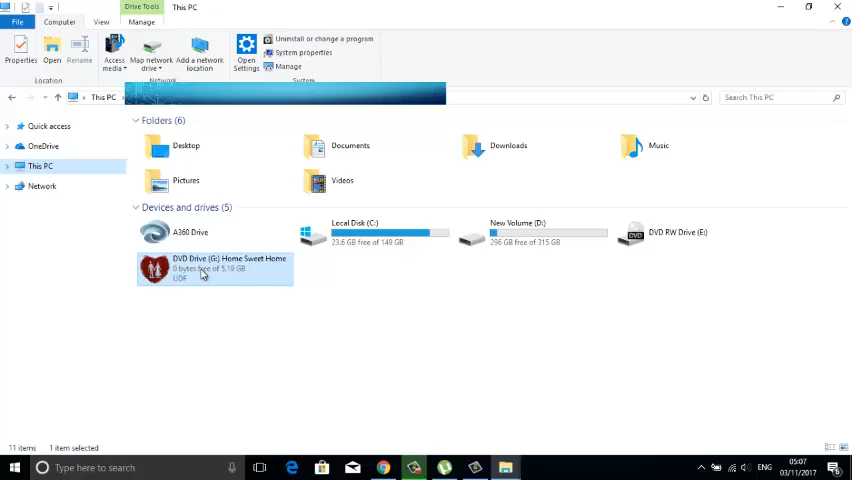 Drive Tools
This PC
File
Computer
View
Manage
Properties
Open
Rename
Access media
Map network drive
Add a network location
Open Settings
Uninstall or change a program
System properties
Manage
Location
Network
System
This PC
Search This PC
Quick access
OneDrive
This PC
Network
Folders (6)
Desktop
Documents
Downloads
Music
Pictures
Videos
Devices and drives (5)
A360 Drive
Local Disk (C:)
23.6 GB free of 149 GB
New Volume (D:)
296 GB free of 315 GB
DVD
DVD RW Drive (E:)
DVD Drive (G:) Home Sweet Home
0 bytes free of 5.19 GB
UDF
11 items
1 item selected
Type here to search
ENG
05:07
03/11/2017